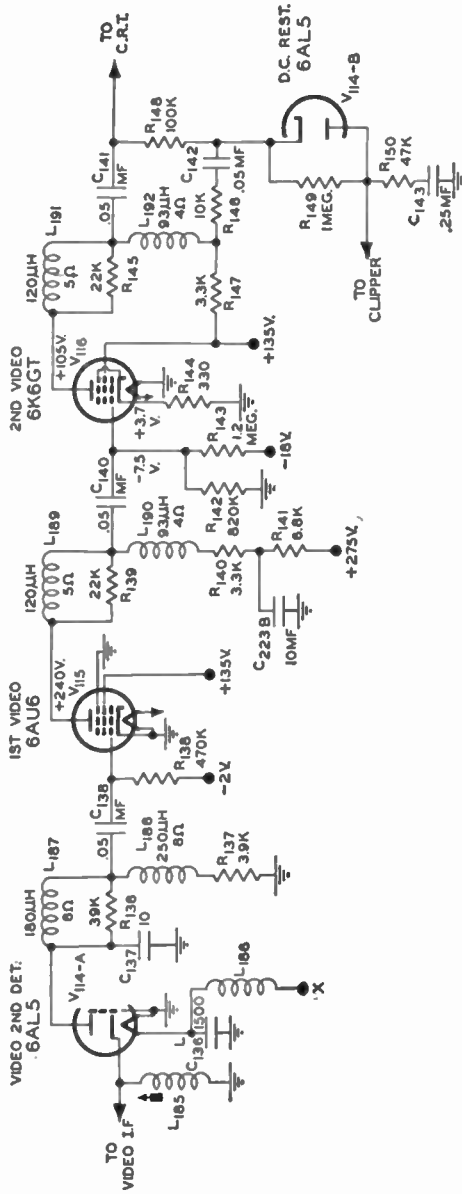 VIDEO 2ND DET.
6AL5
V114-A
TO
VIDEO I.F
L185
C136
1500
L186
X
180µH
8Ω
L187
39K
R136
C137
10
.05
C138
MF
L188
250µH
8Ω
R137
3.9K
R138
470K
-2V.
1ST VIDEO
6AU6
+240V.
V115
+135V.
120µH
5Ω
L189
22K
R139
.05
C140
MF
L190
93µH
4Ω
R140
3.3K
C223B
10MF
R141
6.8K
+275V.
-7.5
V.
R142
820K
R143
1.2
MEG.
-18V.
2ND VIDEO
6K6GT
+105V.
V116
+3.7
V.
R144
330
+135V.
120µH
5Ω
L191
22K
R145
L192
93µH
4Ω
3.3K
R147
10K
R148
.05
C141
MF
TO
C.R.T.
R148
100K
C142
.05MF
D.C. REST.
6AL5
V114-B
R149
1MEG.
TO
CLIPPER
R150
47K
C143
.25MF